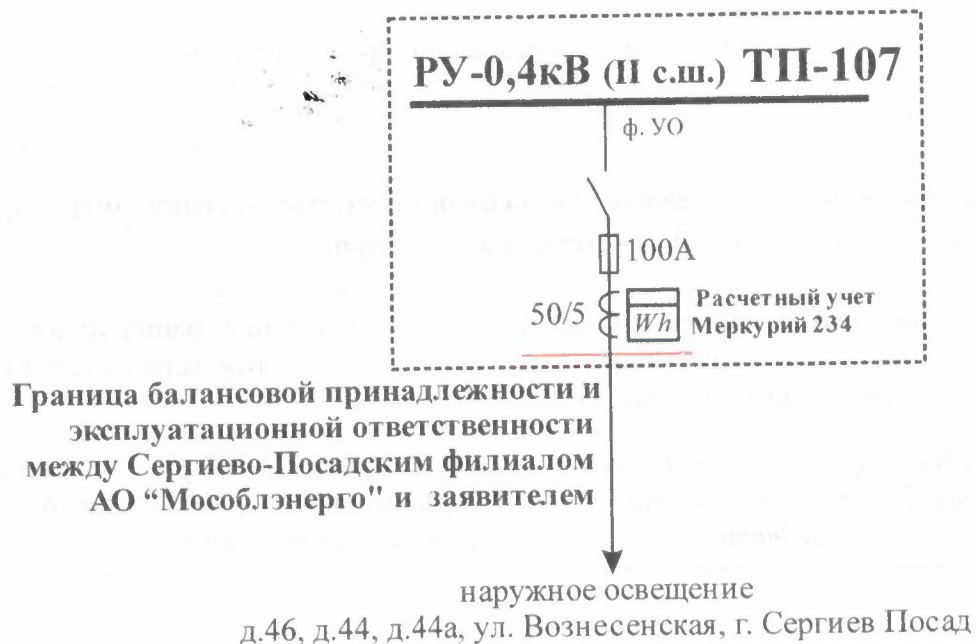 РУ-0,4кВ (II с.ш.) ТП-107
ф. УО
100А
50/5
Wh
Расчетный учет
Меркурий 234
Граница балансовой принадлежности и
эксплуатационной ответственности
между Сергиево-Посадским филиалом
АО “Мособлэнерго" и заявителем
наружное освещение
д.46, д.44, д.44а, ул. Вознесенская, г. Сергиев Посад